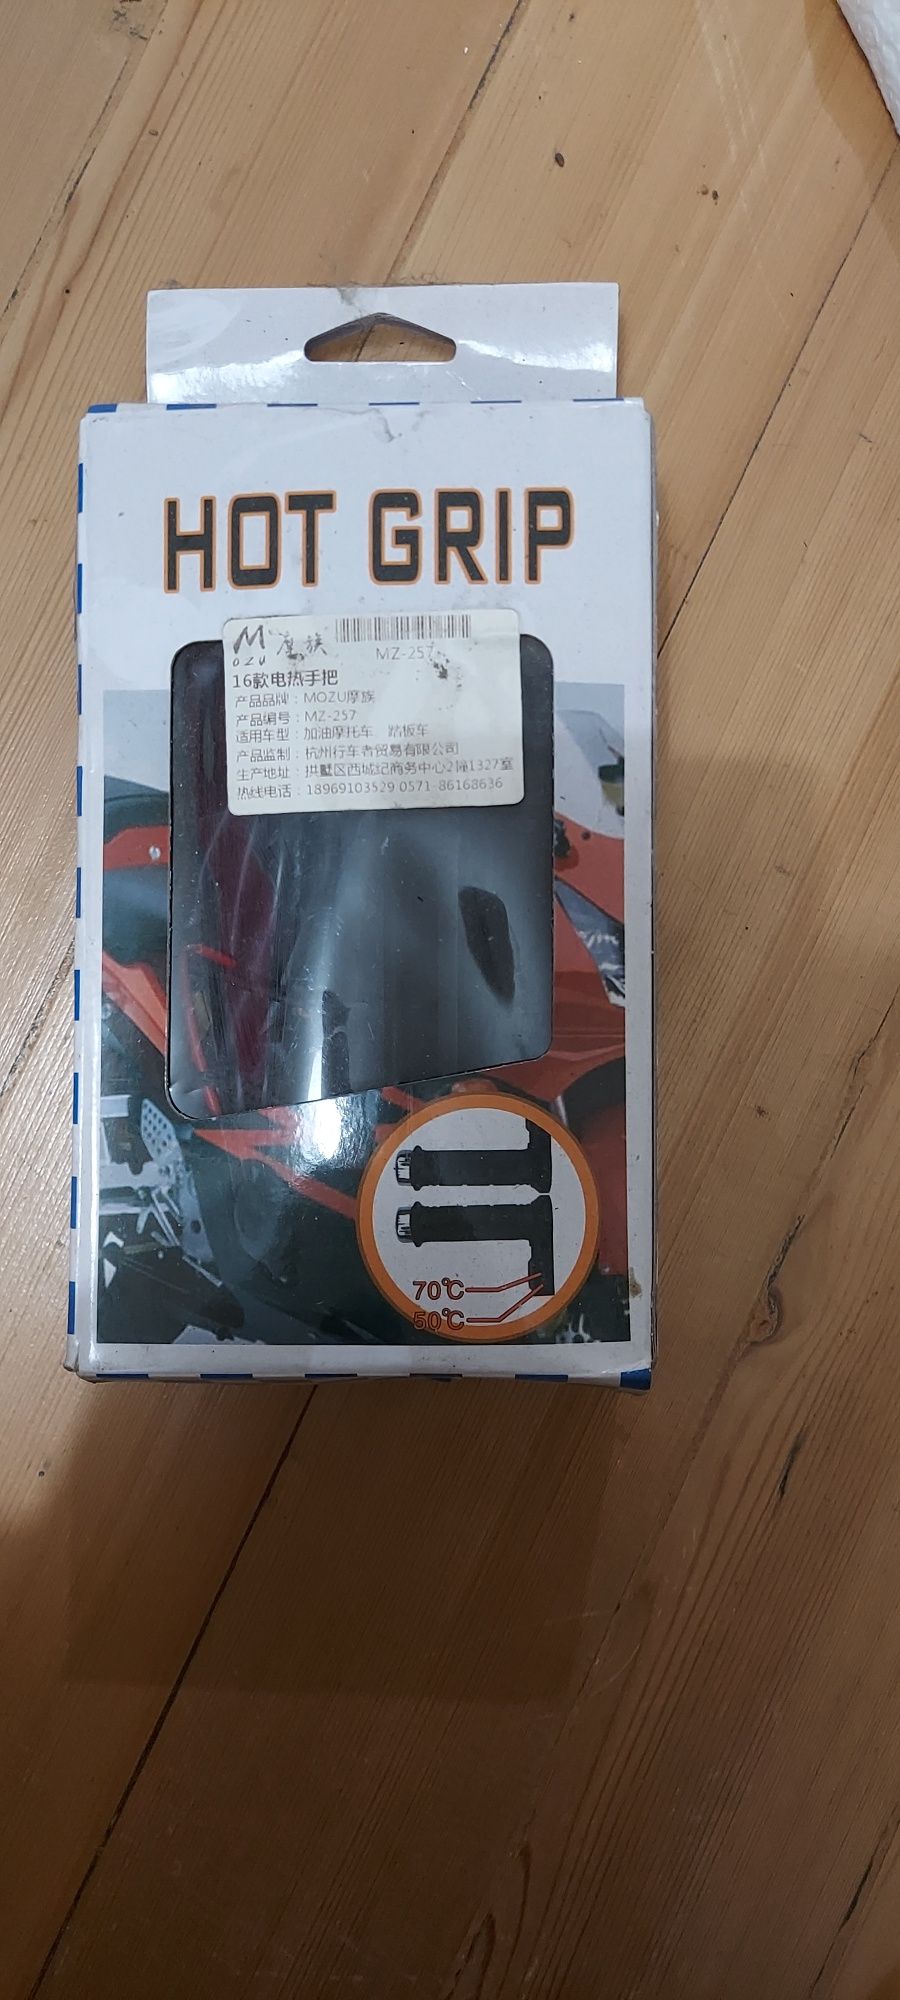 HOT GRIP
M 摩族
OZU
MZ-257
16款电热手把
产品品牌：MOZU摩族
产品编号：MZ-257
适用车型：加油摩托车 踏板车
产品监制：杭州行车者贸易有限公司
生产地址：拱墅区西城纪商务中心2幢1327室
热线电话：18969103529 0571-86168636
70℃
50℃